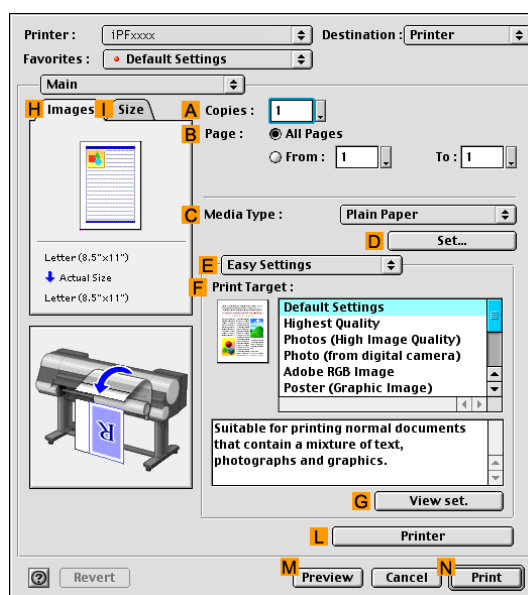 Printer : iPFxxxx Destination : Printer
Favorites : Default Settings
Main
H Images I Size A Copies : 1
B Page : All Pages
From : 1 To : 1
C Media Type : Plain Paper
D Set...
Letter (8.5"x11")
Actual Size
Letter (8.5"x11")
E Easy Settings
F Print Target :
Default Settings
Highest Quality
Photos (High Image Quality)
Photo (from digital camera)
Adobe RGB Image
Poster (Graphic Image)
R
Suitable for printing normal documents
that contain a mixture of text,
photographs and graphics.
G View set.
L Printer
? Revert M Preview Cancel N Print